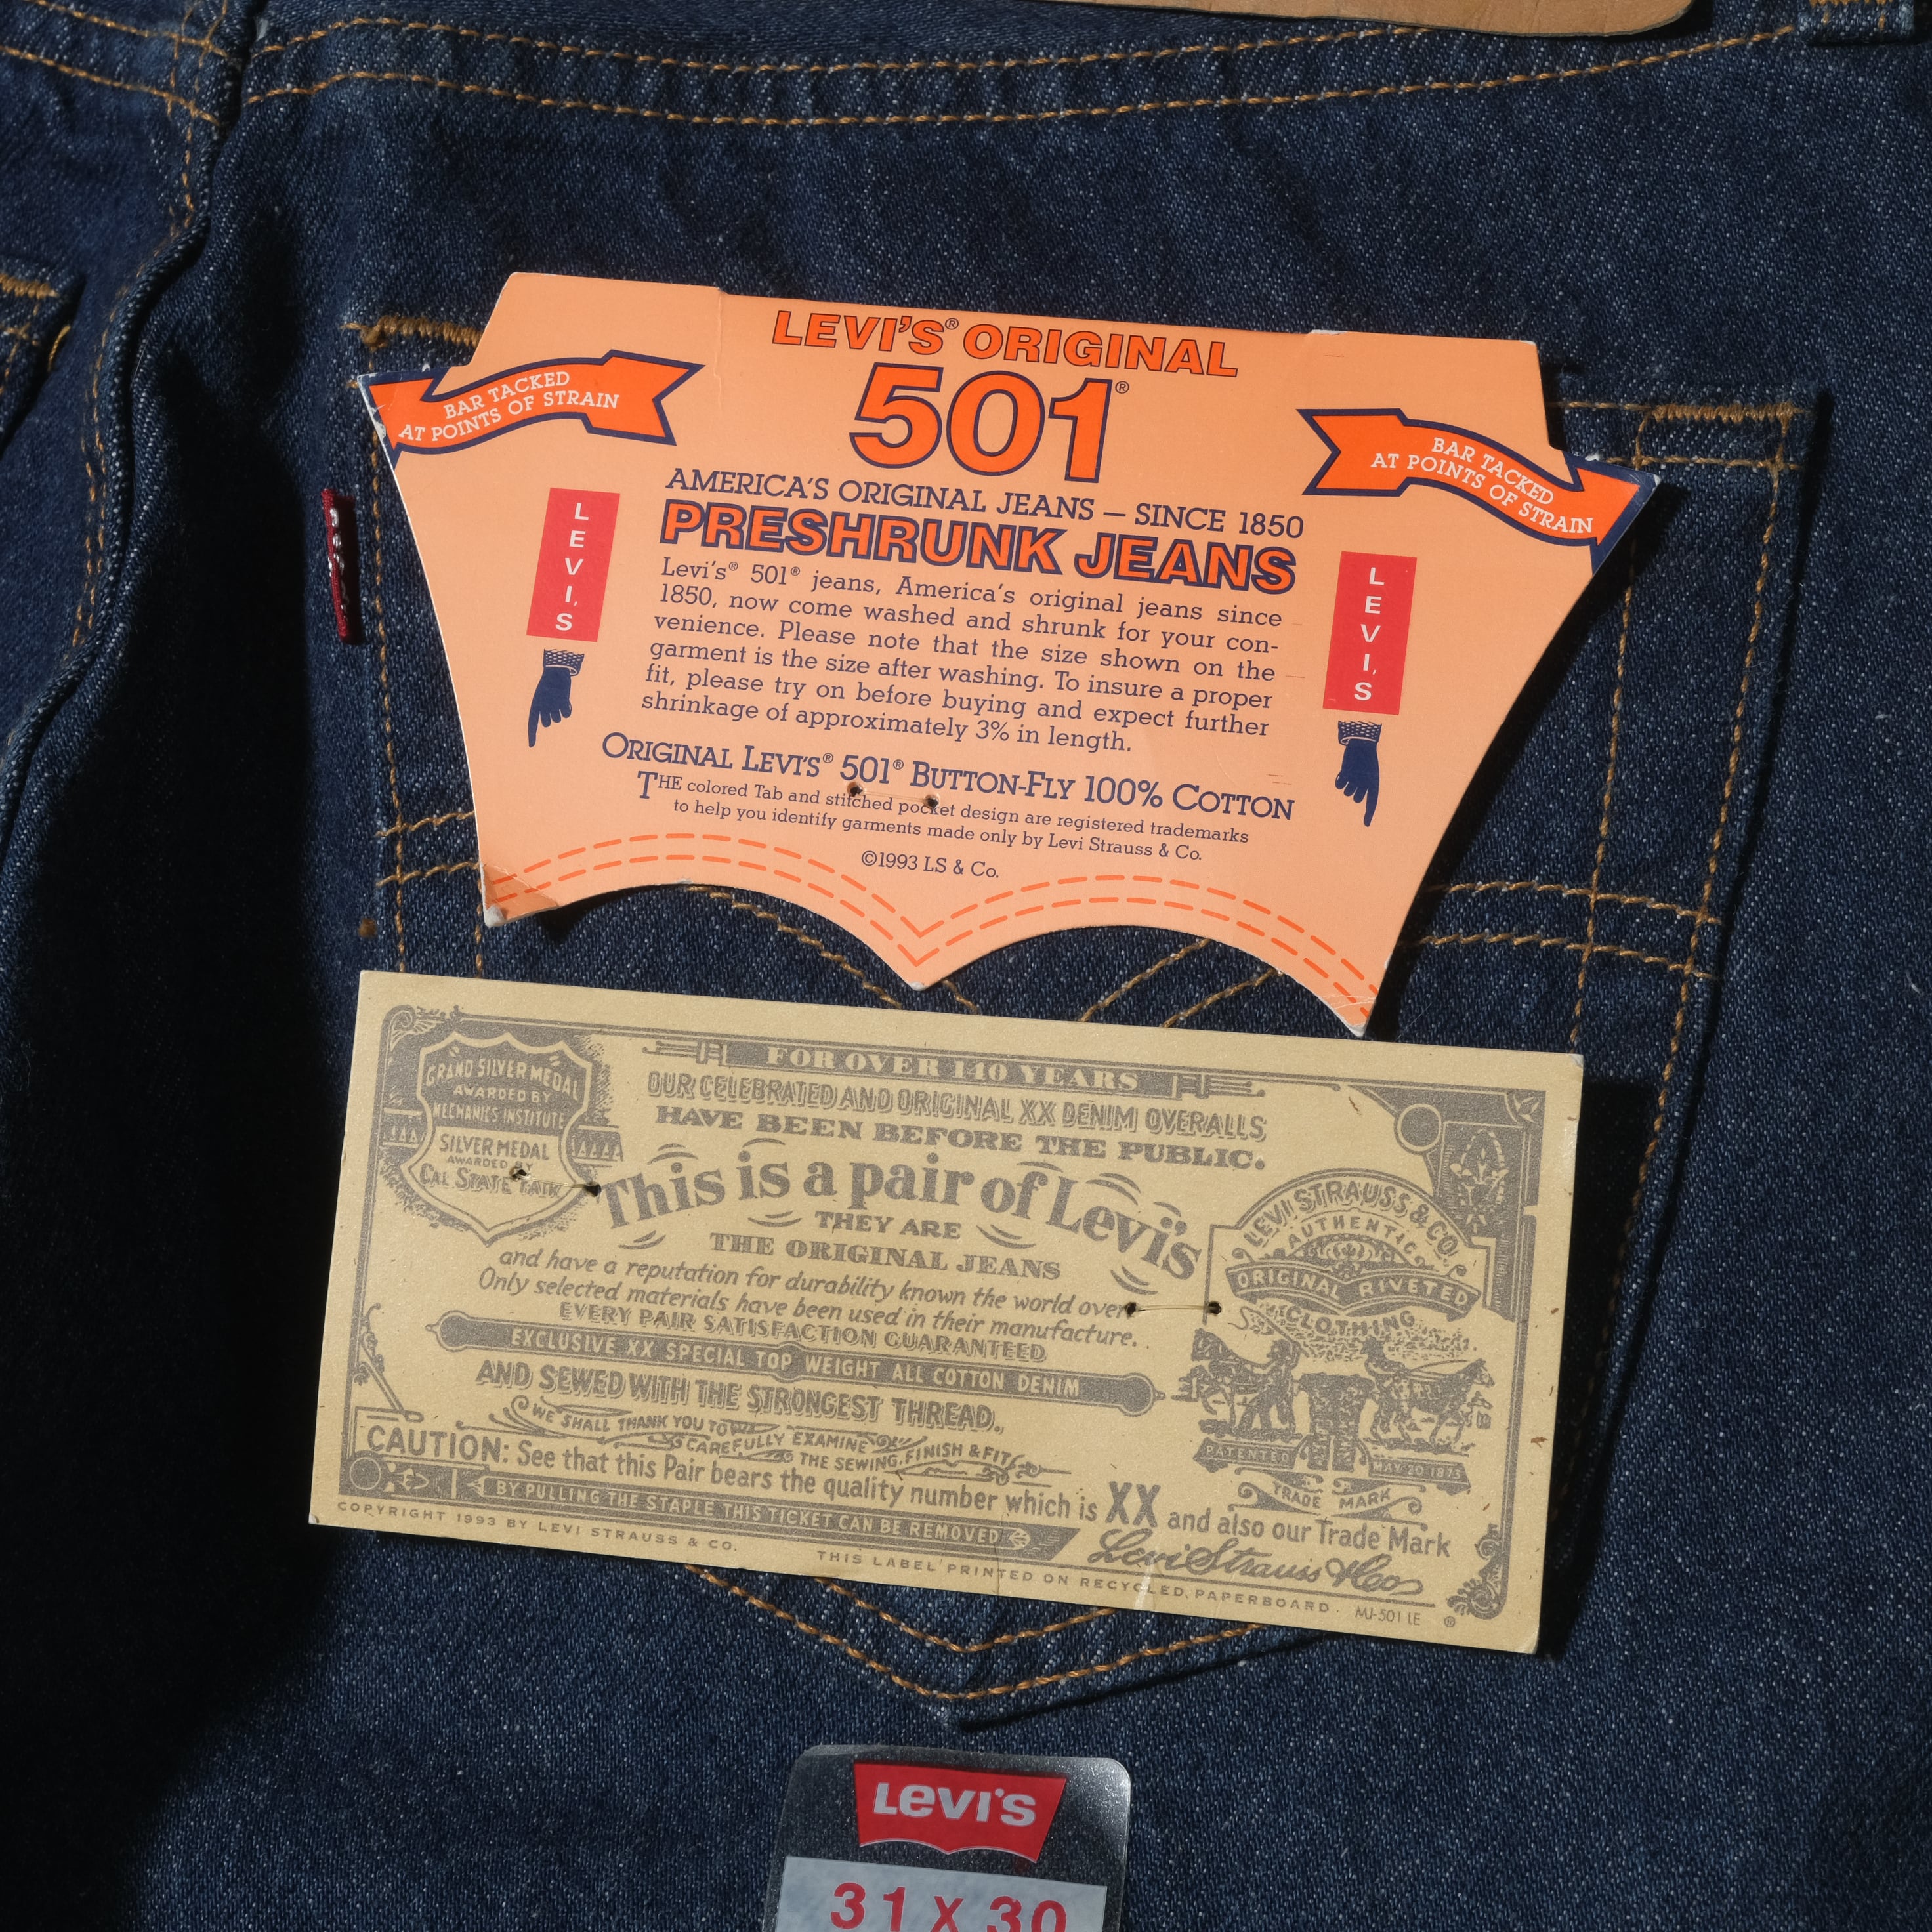 LEVI'S® ORIGINAL
501®
BAR TACKED
AT POINTS OF STRAIN
BAR TACKED
AT POINTS OF STRAIN
AMERICA'S ORIGINAL JEANS – SINCE 1850
PRESHRUNK JEANS
LEVI'S
LEVI'S
Levi's® 501® jeans, America's original jeans since
1850, now come washed and shrunk for your con-
venience. Please note that the size shown on the
garment is the size after washing. To insure a proper
fit, please try on before buying and expect further
shrinkage of approximately 3% in length.
ORIGINAL LEVI'S® 501® BUTTON-FLY 100% COTTON
THE colored Tab and stitched pocket design are registered trademarks
to help you identify garments made only by Levi Strauss & Co.
©1993 LS & Co.
GRAND SILVER MEDAL
AWARDED BY
MECHANICS INSTITUTE
SILVER MEDAL
AWARDED BY
CAL STATE FAIR
FOR OVER 140 YEARS
OUR CELEBRATED AND ORIGINAL XX DENIM OVERALLS
HAVE BEEN BEFORE THE PUBLIC.
This is a pair of Levi's
THEY ARE
THE ORIGINAL JEANS
and have a reputation for durability known the world over.
Only selected materials have been used in their manufacture.
EVERY PAIR SATISFACTION GUARANTEED
EXCLUSIVE XX SPECIAL TOP WEIGHT ALL COTTON DENIM
AND SEWED WITH THE STRONGEST THREAD.
WE SHALL THANK YOU TO
CAREFULLY EXAMINE
THE SEWING, FINISH & FIT
LEVI STRAUSS & CO.
AUTHENTIC
ORIGINAL RIVETED
CLOTHING
PATENTED MAY 20 1873
TRADE MARK
CAUTION: See that this Pair bears the quality number which is XX and also our Trade Mark
BY PULLING THE STAPLE THIS TICKET CAN BE REMOVED
Levi Strauss & Co
COPYRIGHT 1993 BY LEVI STRAUSS & CO.
THIS LABEL PRINTED ON RECYCLED PAPERBOARD.
MJ-501 LE ®
Levi's
31 X 30